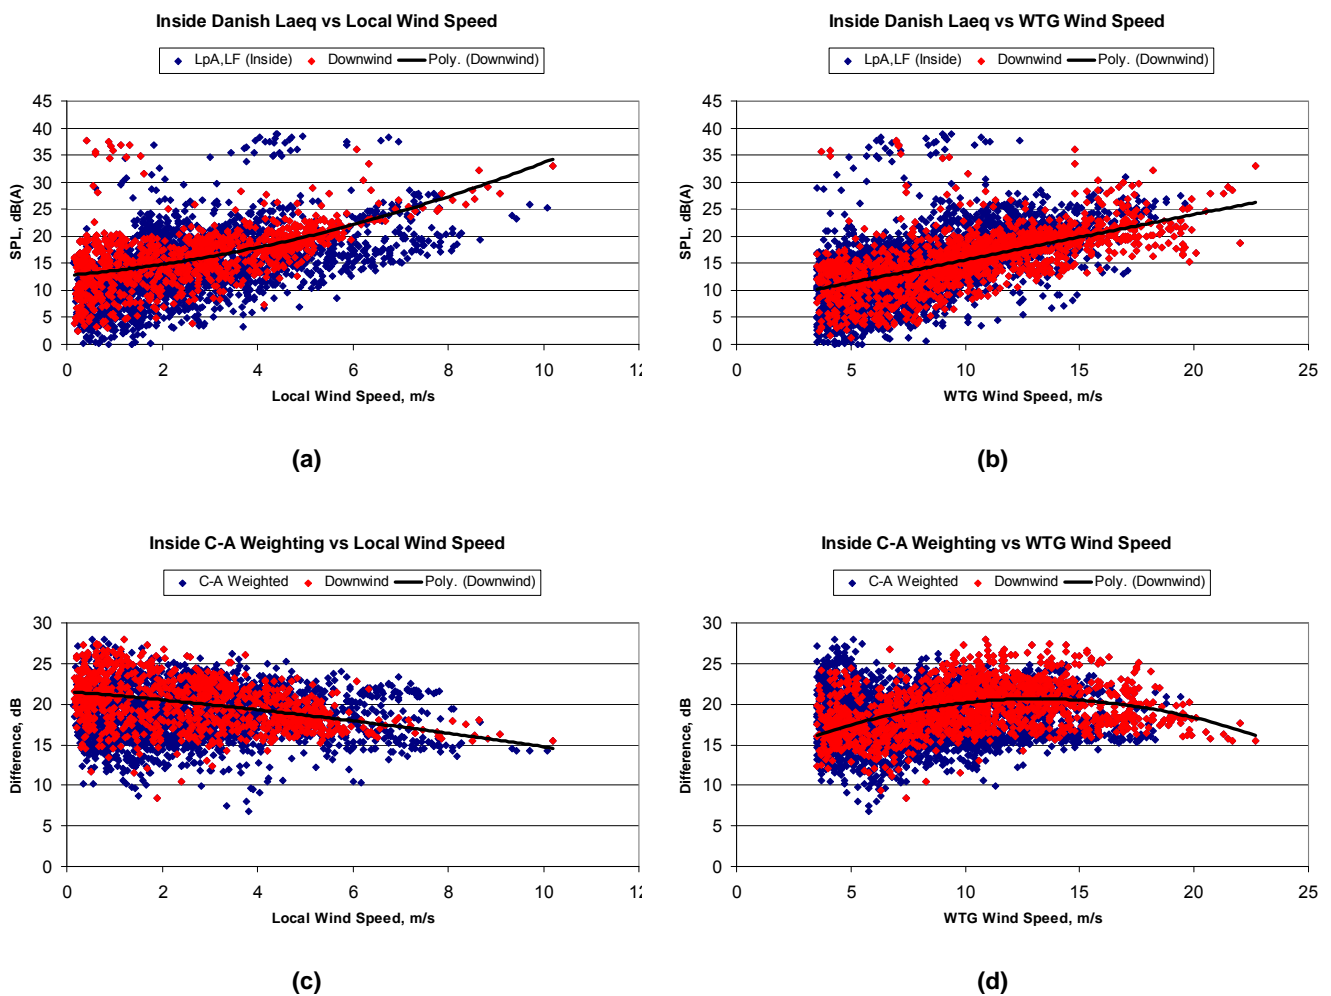 Inside Danish Laeq vs Local Wind Speed
LpA,LF (Inside) Downwind Poly. (Downwind)
45
40
35
30
25
20
15
10
5
0
SPL, dB(A)
0 2 4 6 8 10 12
Local Wind Speed, m/s
(a)
Inside Danish Laeq vs WTG Wind Speed
LpA,LF (Inside) Downwind Poly. (Downwind)
45
40
35
30
25
20
15
10
5
0
SPL, dB(A)
0 5 10 15 20 25
WTG Wind Speed, m/s
(b)
Inside C-A Weighting vs Local Wind Speed
C-A Weighted Downwind Poly. (Downwind)
30
25
20
15
10
5
0
Difference, dB
0 2 4 6 8 10 12
Local Wind Speed, m/s
(c)
Inside C-A Weighting vs WTG Wind Speed
C-A Weighted Downwind Poly. (Downwind)
30
25
20
15
10
5
0
Difference, dB
0 5 10 15 20 25
WTG Wind Speed, m/s
(d)